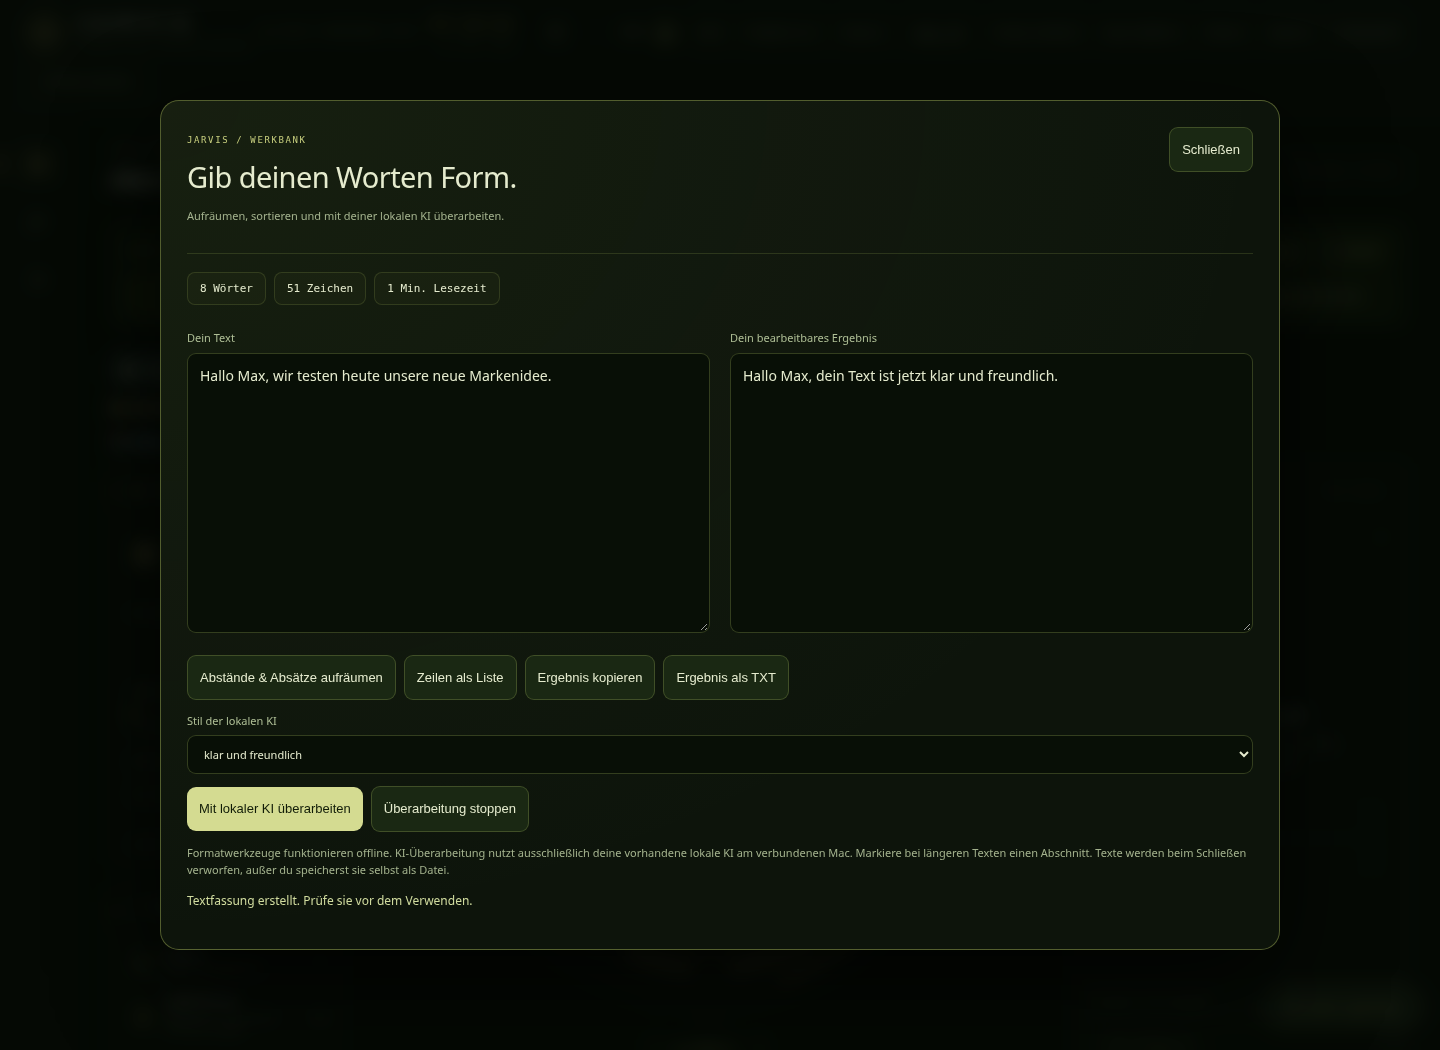 JARVIS / WERKBANK
Schließen
Gib deinen Worten Form.
Aufräumen, sortieren und mit deiner lokalen KI überarbeiten.
8 Wörter
51 Zeichen
1 Min. Lesezeit
Dein Text
Hallo Max, wir testen heute unsere neue Markenidee.
Dein bearbeitbares Ergebnis
Hallo Max, dein Text ist jetzt klar und freundlich.
Abstände & Absätze aufräumen
Zeilen als Liste
Ergebnis kopieren
Ergebnis als TXT
Stil der lokalen KI
klar und freundlich
Mit lokaler KI überarbeiten
Überarbeitung stoppen
Formatwerkzeuge funktionieren offline. KI-Überarbeitung nutzt ausschließlich deine vorhandene lokale KI am verbundenen Mac. Markiere bei längeren Texten einen Abschnitt. Texte werden beim Schließen
verworfen, außer du speicherst sie selbst als Datei.
Textfassung erstellt. Prüfe sie vor dem Verwenden.